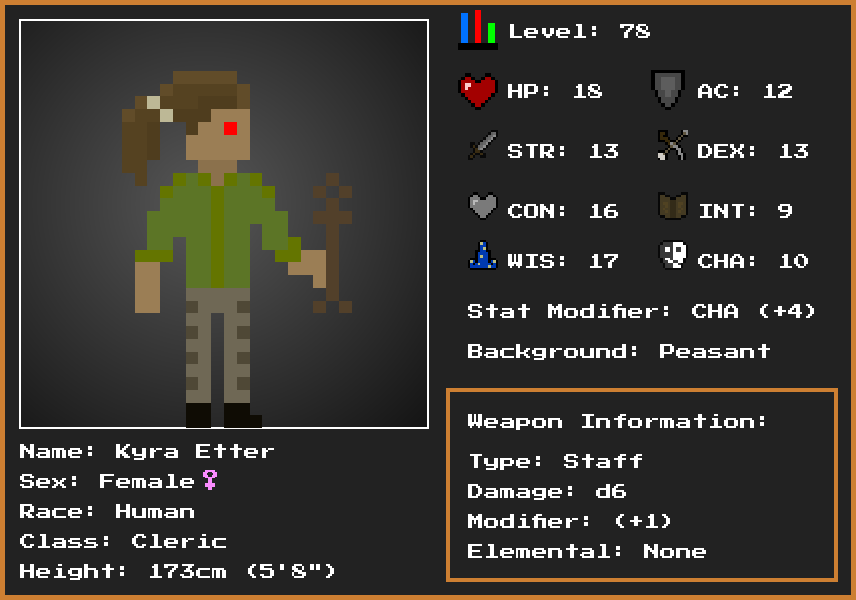 Level: 78
HP: 18
AC: 12
STR: 13
DEX: 13
CON: 16
INT: 9
WIS: 17
CHA: 10
Stat Modifier: CHA (+4)
Background: Peasant
Weapon Information:
Type: Staff
Damage: d6
Modifier: (+1)
Elemental: None
Name: Kyra Etter
Sex: Female♀
Race: Human
Class: Cleric
Height: 173cm (5'8")